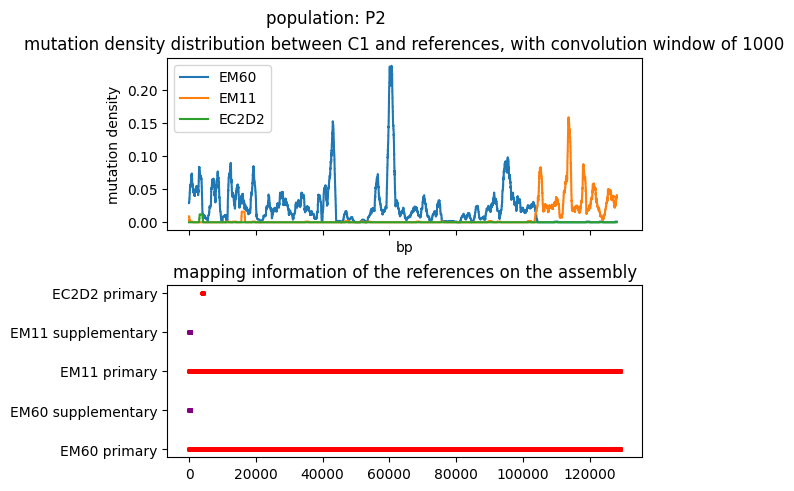 population: P2
mutation density distribution between C1 and references, with convolution window of 1000
mutation density
0.20
0.15
0.10
0.05
0.00
EM60
EM11
EC2D2
bp
mapping information of the references on the assembly
EC2D2 primary
EM11 supplementary
EM11 primary
EM60 supplementary
EM60 primary
0 20000 40000 60000 80000 100000 120000